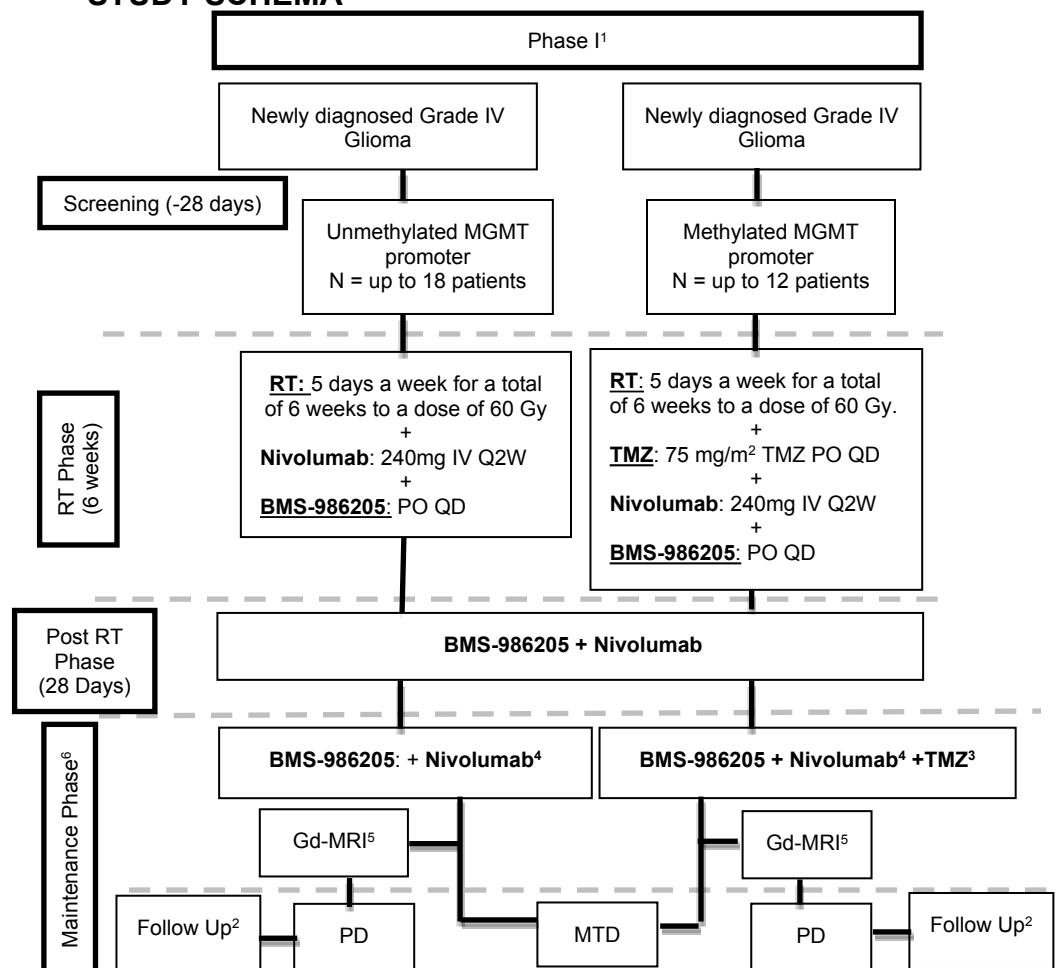 STUDY SCHEMA
Phase I¹
Newly diagnosed Grade IV
Glioma
Newly diagnosed Grade IV
Glioma
Screening (-28 days)
Unmethylated MGMT
promoter
N = up to 18 patients
Methylated MGMT
promoter
N = up to 12 patients
RT Phase
(6 weeks)
RT: 5 days a week for a total
of 6 weeks to a dose of 60 Gy
+
Nivolumab: 240mg IV Q2W
+
BMS-986205: PO QD
RT: 5 days a week for a total
of 6 weeks to a dose of 60 Gy.
+
TMZ: 75 mg/m² TMZ PO QD
+
Nivolumab: 240mg IV Q2W
+
BMS-986205: PO QD
Post RT
Phase
(28 Days)
BMS-986205 + Nivolumab
Maintenance Phase⁶
BMS-986205: + Nivolumab⁴
BMS-986205 + Nivolumab⁴ +TMZ³
Gd-MRI⁵
Gd-MRI⁵
Follow Up²
PD
MTD
PD
Follow Up²